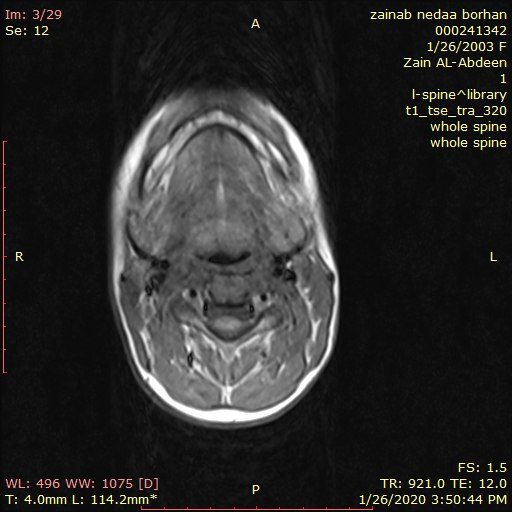 Im: 3/29
Se: 12
A
zainab nedaa borhan
000241342
1/26/2003 F
Zain AL-Abdeen
1
l-spine^library
t1_tse_tra_320
whole spine
whole spine
R
L
WL: 496 WW: 1075 [D]
T: 4.0mm L: 114.2mm*
P
FS: 1.5
TR: 921.0 TE: 12.0
1/26/2020 3:50:44 PM